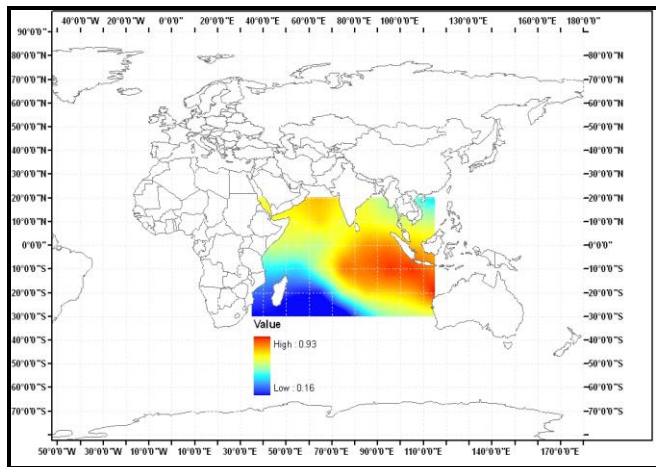 40°0'0"W 20°0'0"W 0°0'0" 20°0'0"E 40°0'0"E 60°0'0"E 80°0'0"E 100°0'0"E 120°0'0"E 140°0'0"E 160°0'0"E 180°0'0"
90°0'0"N
80°0'0"N 80°0'0"N
70°0'0"N 70°0'0"N
60°0'0"N 60°0'0"N
50°0'0"N 50°0'0"N
40°0'0"N 40°0'0"N
30°0'0"N 30°0'0"N
20°0'0"N 20°0'0"N
10°0'0"N 10°0'0"N
0°0'0" 0°0'0"
10°0'0"S 10°0'0"S
20°0'0"S 20°0'0"S
30°0'0"S 30°0'0"S
Value
40°0'0"S High : 0.93 40°0'0"S
50°0'0"S 50°0'0"S
60°0'0"S Low : 0.16 60°0'0"S
70°0'0"S 70°0'0"S
50°0'0"W 30°0'0"W 10°0'0"W 10°0'0"E 30°0'0"E 50°0'0"E 70°0'0"E 90°0'0"E 110°0'0"E 140°0'0"E 170°0'0"E